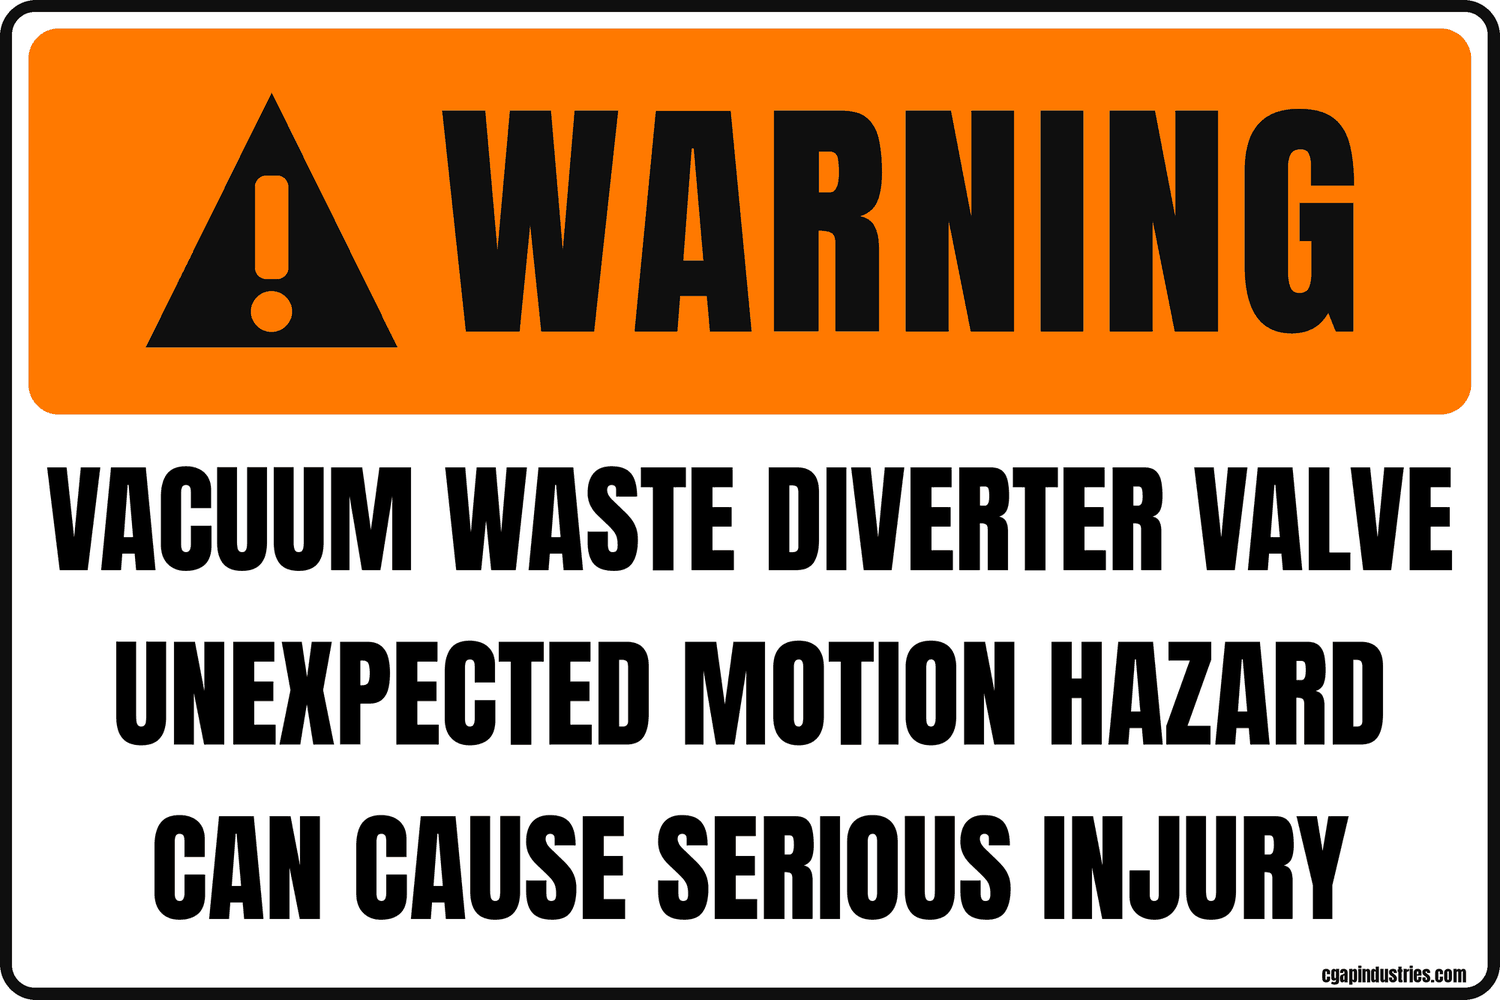 WARNING
VACUUM WASTE DIVERTER VALVE
UNEXPECTED MOTION HAZARD
CAN CAUSE SERIOUS INJURY
cgapindustries.com